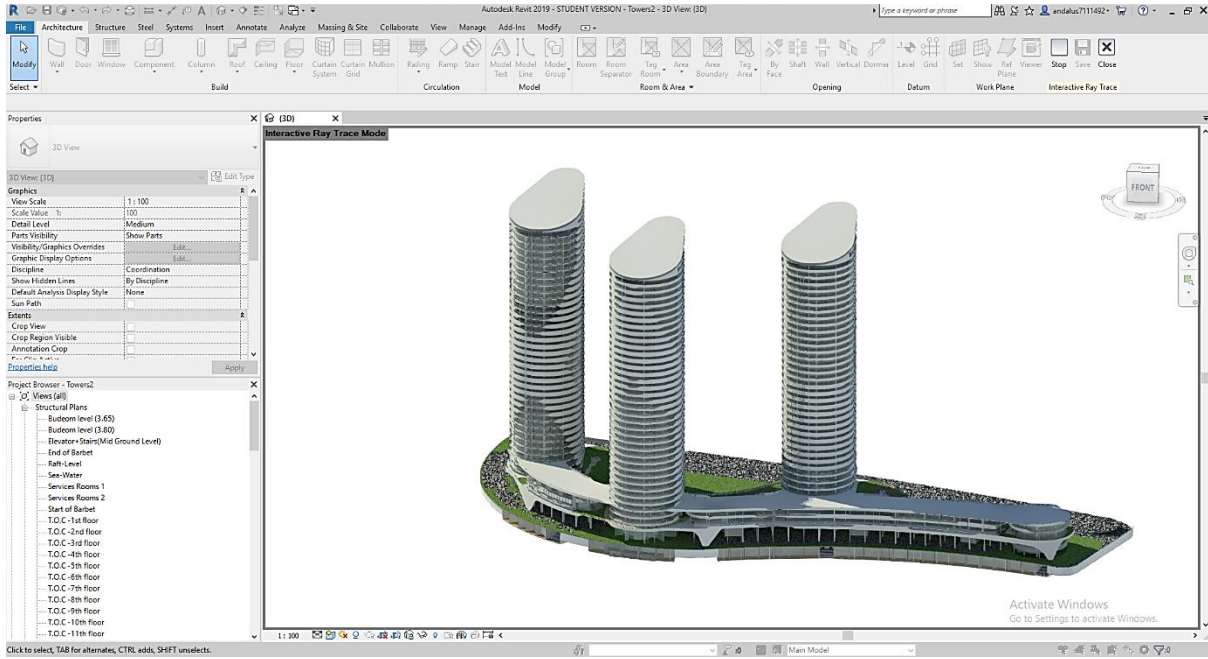 Autodesk Revit 2019 - STUDENT VERSION - Towers2 - 3D View: {3D}
Type a keyword or phrase
andalus7111492
File Architecture Structure Steel Systems Insert Annotate Analyze Massing & Site Collaborate View Manage Add-Ins Modify
Modify Wall Door Window Component Column Roof Ceiling Floor Curtain System Curtain Grid Mullion Railing Ramp Stair Model Text Model Line Model Group Room Room Separator Tag Room Area Area Boundary Tag Area By Face Shaft Wall Vertical Dormer Level Grid Set Show Ref Plane Viewer Stop Save Close
Select Build Circulation Model Room & Area Opening Datum Work Plane Interactive Ray Trace
Properties
{3D}
Interactive Ray Trace Mode
3D View
3D View: {3D} Edit Type
Graphics
View Scale 1 : 100
Scale Value 1: 100
Detail Level Medium
Parts Visibility Show Parts
Visibility/Graphics Overrides Edit...
Graphic Display Options Edit...
Discipline Coordination
Show Hidden Lines By Discipline
Default Analysis Display Style None
Sun Path
Extents
Crop View
Crop Region Visible
Annotation Crop
Properties help Apply
Project Browser - Towers2
Views (all)
Structural Plans
Budeom level (3.65)
Budeom level (3.80)
Elevator+Stairs(Mid Ground Level)
End of Barbet
Raft-Level
Sea-Water
Services Rooms 1
Services Rooms 2
Start of Barbet
T.O.C -1st floor
T.O.C -2nd floor
T.O.C -3rd floor
T.O.C -4th floor
T.O.C -5th floor
T.O.C -6th floor
T.O.C -7th floor
T.O.C -8th floor
T.O.C -9th floor
T.O.C -10th floor
T.O.C -11th floor
FRONT
Activate Windows
Go to Settings to activate Windows.
1 : 100
Click to select, TAB for alternates, CTRL adds, SHIFT unselects.
:0
Main Model
:0